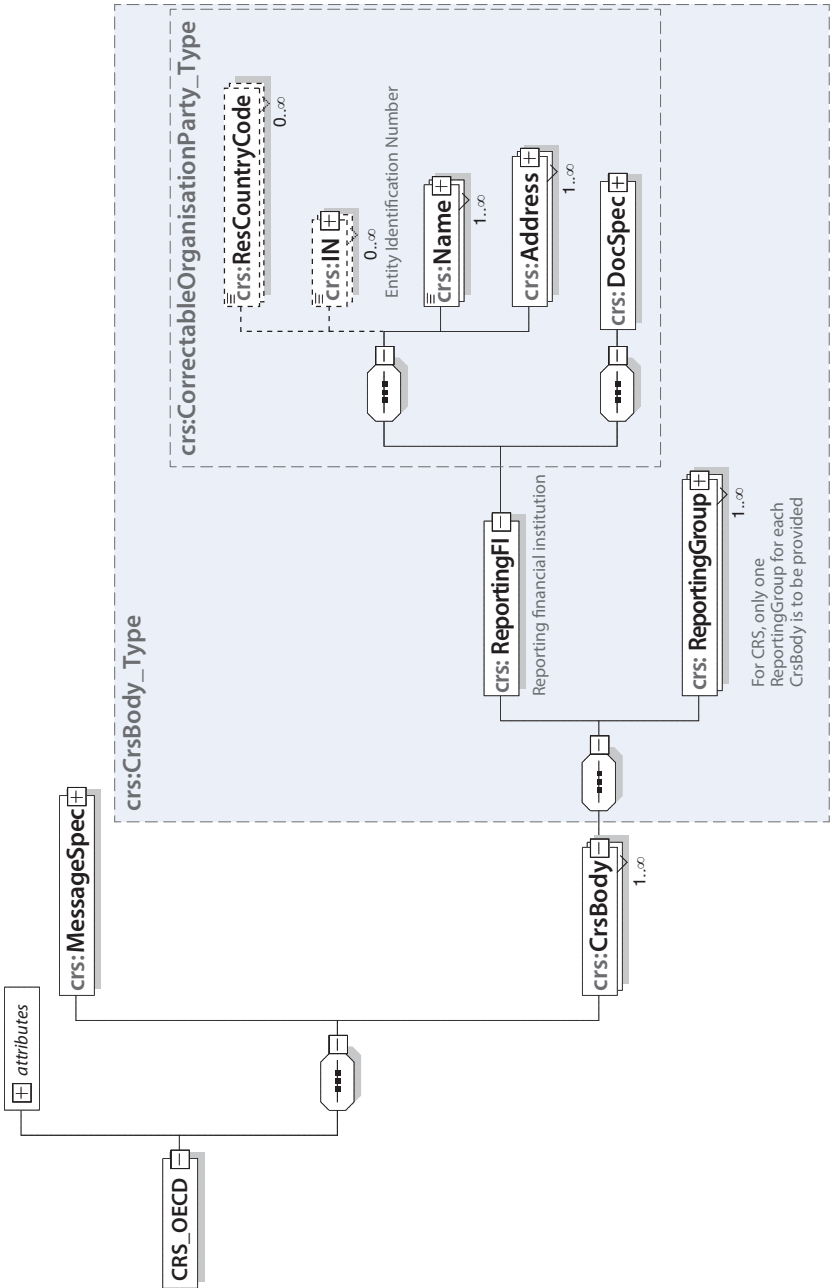 CRS_OECD
attributes
crs:MessageSpec
crs:CrsBody
1..∞
crs:CrsBody_Type
crs: ReportingFI
Reporting financial institution
crs:CorrectableOrganisationParty_Type
crs:ResCountryCode
0..∞
crs:IN
0..∞
Entity Identification Number
crs:Name
1..∞
crs:Address
1..∞
crs: DocSpec
crs: ReportingGroup
1..∞
For CRS, only one
ReportingGroup for each
CrsBody is to be provided